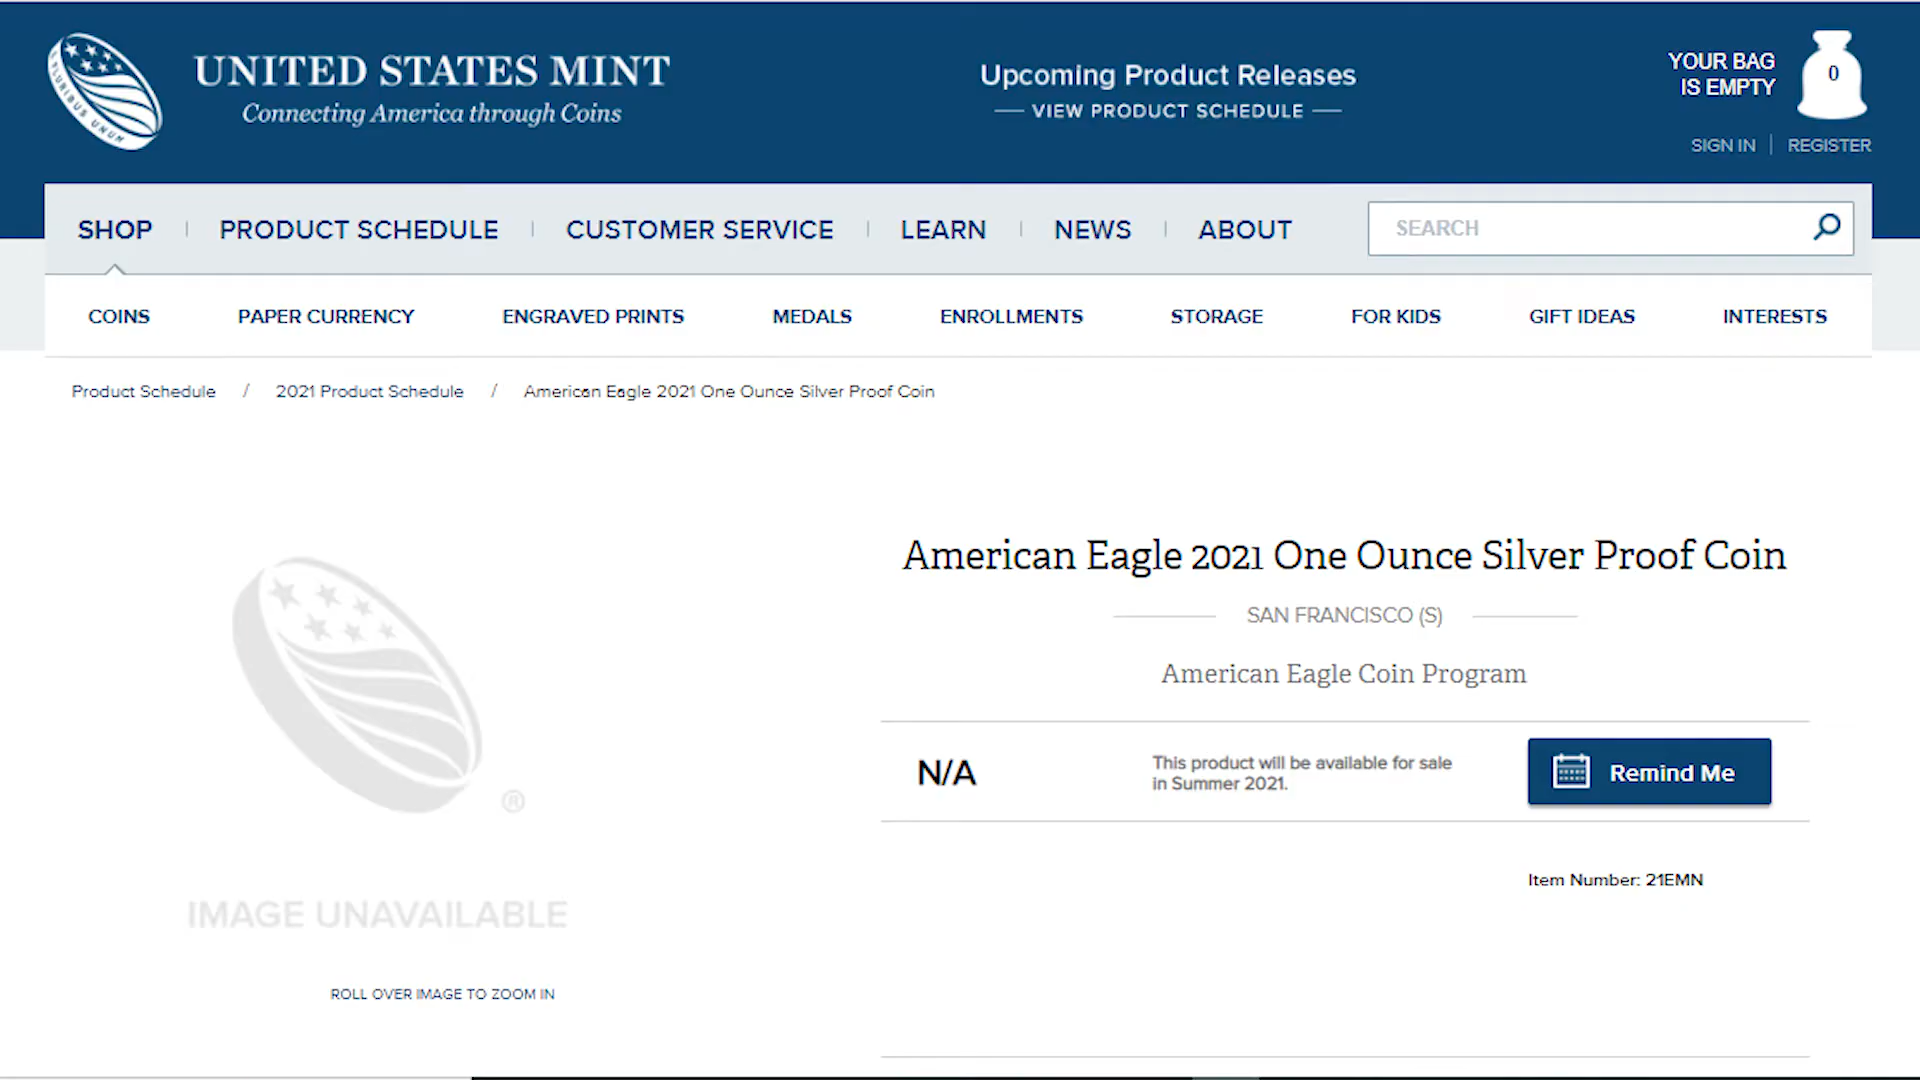 E PLURIBUS UNUM
UNITED STATES MINT
Connecting America through Coins
Upcoming Product Releases
VIEW PRODUCT SCHEDULE
YOUR BAG
IS EMPTY
0
SIGN IN | REGISTER
SHOP | PRODUCT SCHEDULE | CUSTOMER SERVICE | LEARN | NEWS | ABOUT
SEARCH
COINS PAPER CURRENCY ENGRAVED PRINTS MEDALS ENROLLMENTS STORAGE FOR KIDS GIFT IDEAS INTERESTS
Product Schedule / 2021 Product Schedule / American Eagle 2021 One Ounce Silver Proof Coin
American Eagle 2021 One Ounce Silver Proof Coin
SAN FRANCISCO (S)
American Eagle Coin Program
N/A
This product will be available for sale
in Summer 2021.
Remind Me
Item Number: 21EMN
®
IMAGE UNAVAILABLE
ROLL OVER IMAGE TO ZOOM IN